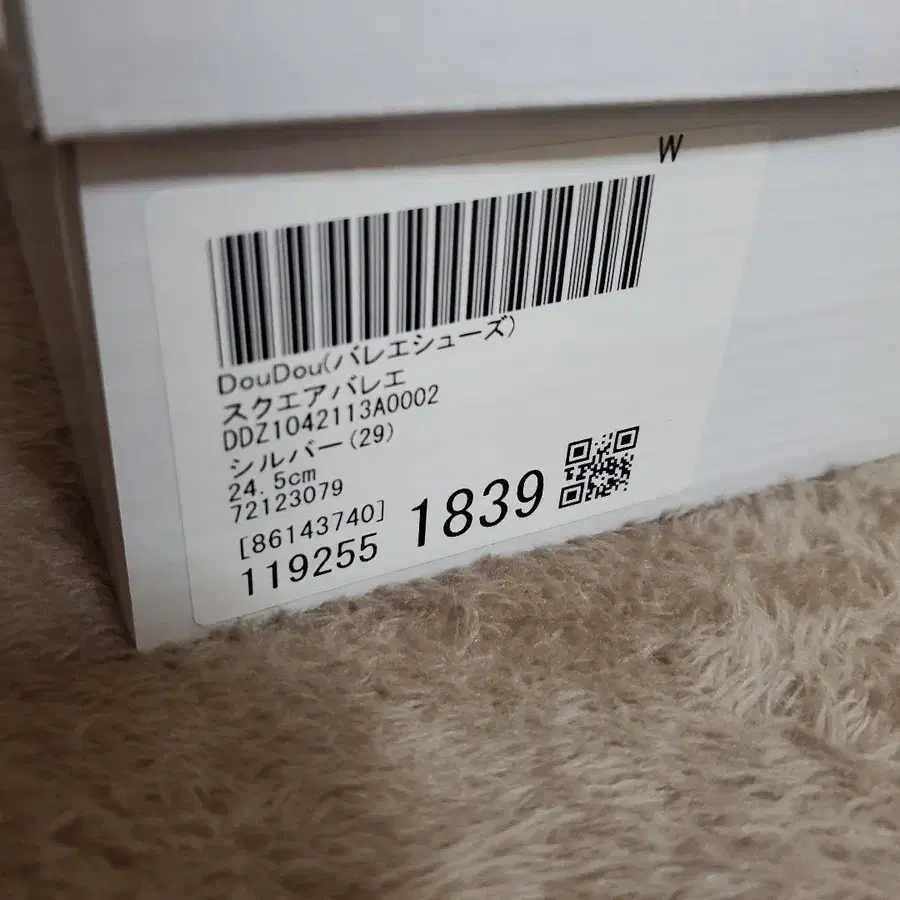 W
DouDou(バレエシューズ)
スクエアバレエ
DDZ1042113A0002
シルバー(29)
24.5cm
72123079
[86143740]
119255 1839